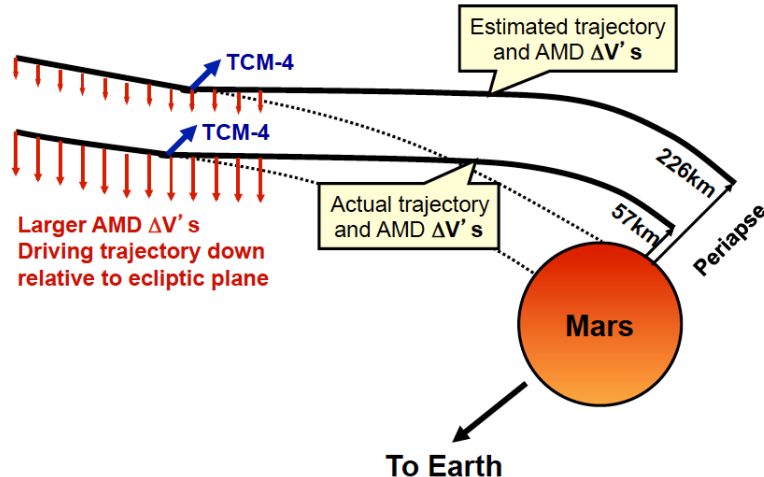 Estimated trajectory
and AMD ΔV's
TCM-4
TCM-4
226km
57km
Periapse
Actual trajectory
and AMD ΔV's
Larger AMD ΔV's
Driving trajectory down
relative to ecliptic plane
Mars
To Earth